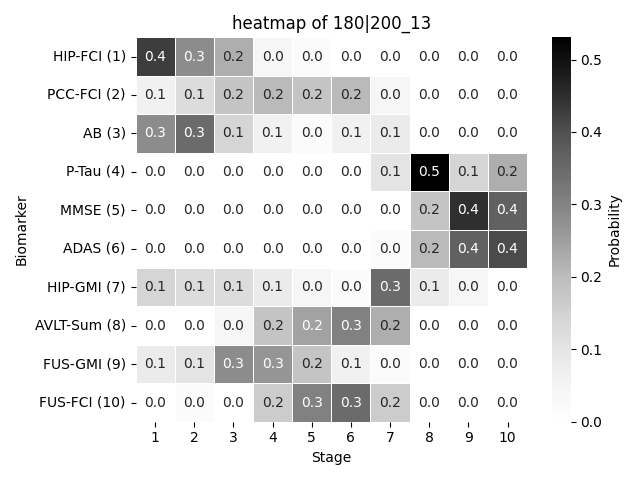 heatmap of 180|200_13
Biomarker
HIP-FCI (1) 0.4 0.3 0.2 0.0 0.0 0.0 0.0 0.0 0.0 0.0
PCC-FCI (2) 0.1 0.1 0.2 0.2 0.2 0.2 0.0 0.0 0.0 0.0
AB (3) 0.3 0.3 0.1 0.1 0.0 0.1 0.1 0.0 0.0 0.0
P-Tau (4) 0.0 0.0 0.0 0.0 0.0 0.0 0.1 0.5 0.1 0.2
MMSE (5) 0.0 0.0 0.0 0.0 0.0 0.0 0.0 0.2 0.4 0.4
ADAS (6) 0.0 0.0 0.0 0.0 0.0 0.0 0.0 0.2 0.4 0.4
HIP-GMI (7) 0.1 0.1 0.1 0.1 0.0 0.0 0.3 0.1 0.0 0.0
AVLT-Sum (8) 0.0 0.0 0.0 0.2 0.2 0.3 0.2 0.0 0.0 0.0
FUS-GMI (9) 0.1 0.1 0.3 0.3 0.2 0.1 0.0 0.0 0.0 0.0
FUS-FCI (10) 0.0 0.0 0.0 0.2 0.3 0.3 0.2 0.0 0.0 0.0
1 2 3 4 5 6 7 8 9 10
Stage
0.5
0.4
0.3
0.2
0.1
0.0
Probability